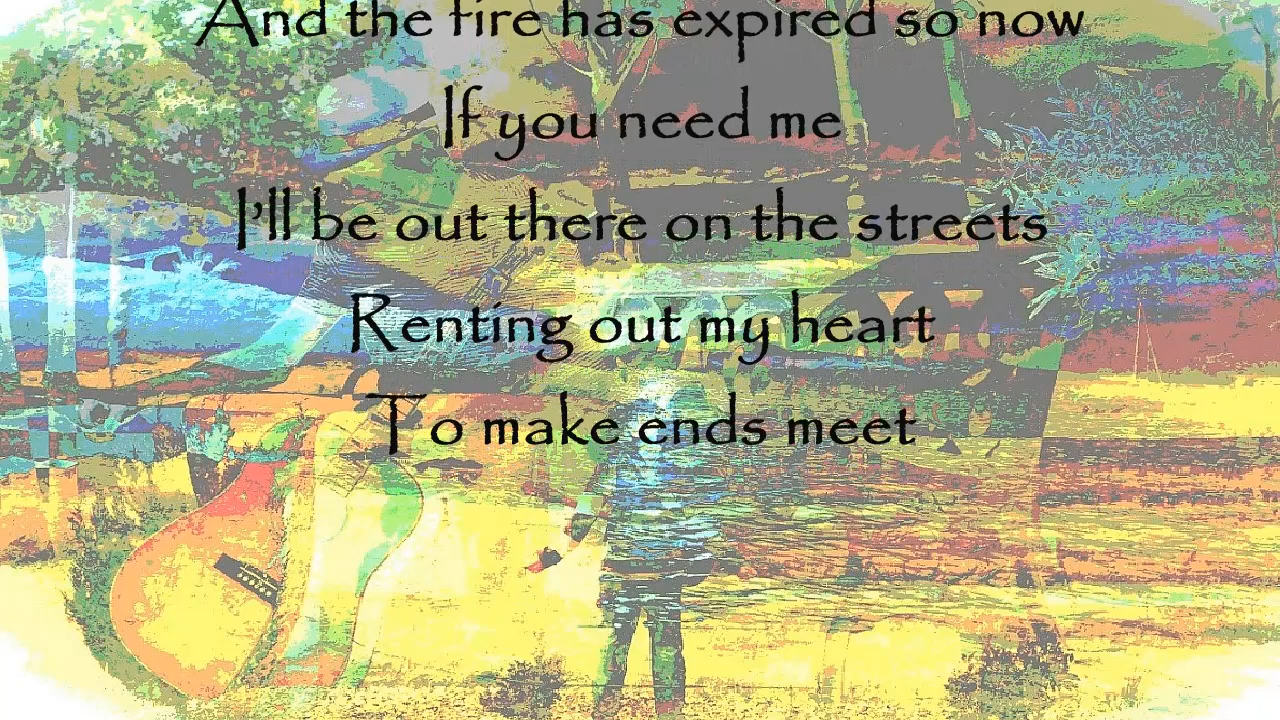 And the fire has expired so now
If you need me
I'll be out there on the streets
Renting out my heart
To make ends meet